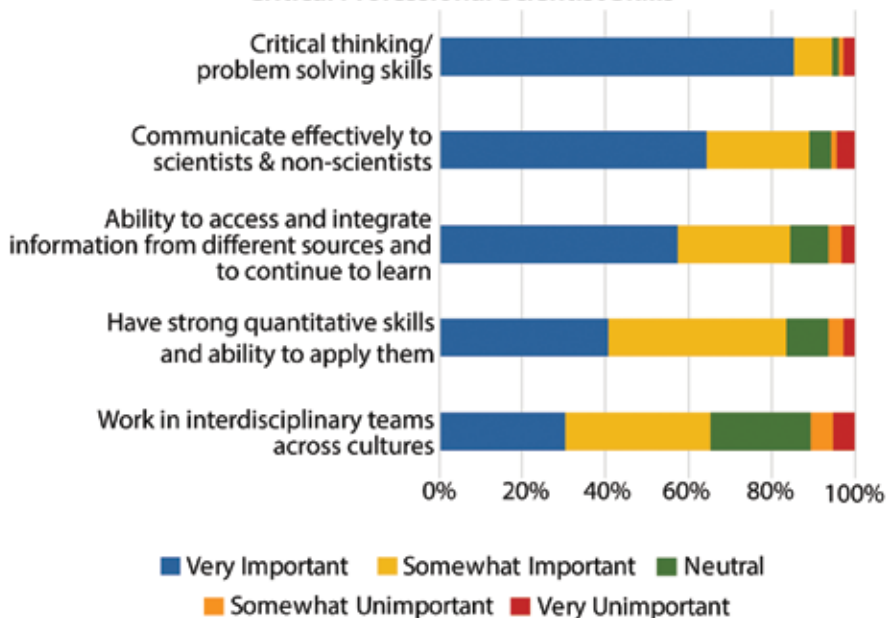 Critical thinking/
problem solving skills
Communicate effectively to
scientists & non-scientists
Ability to access and integrate
information from different sources and
to continue to learn
Have strong quantitative skills
and ability to apply them
Work in interdisciplinary teams
across cultures
0% 20% 40% 60% 80% 100%
Very Important Somewhat Important Neutral
Somewhat Unimportant Very Unimportant